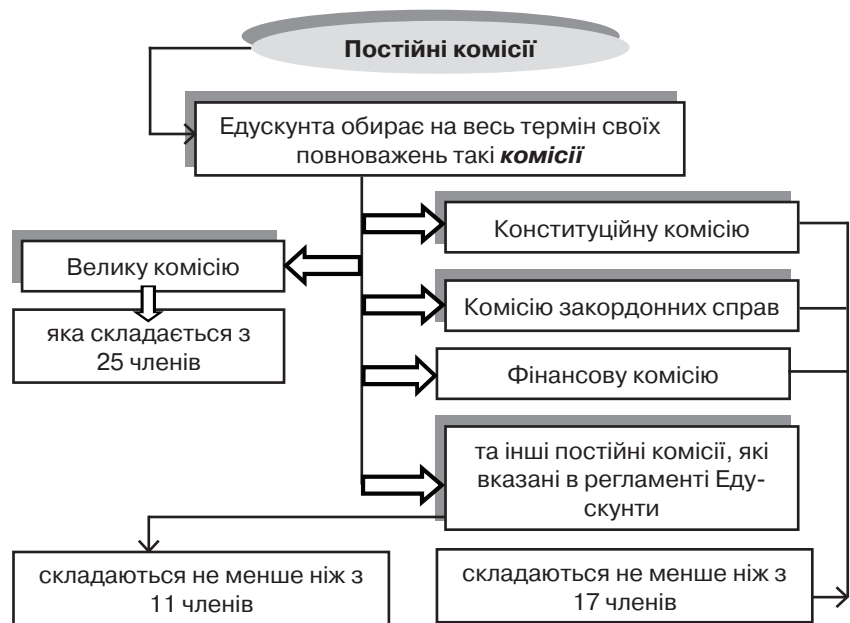 Постійні комісії
Едускунта обирає на весь термін своїх
повноважень такі комісії
Конституційну комісію
Велику комісію
Комісію закордонних справ
яка складається з
25 членів
Фінансову комісію
та інші постійні комісії, які
вказані в регламенті Еду-
скунти
складаються не менше ніж з
11 членів
складаються не менше ніж з
17 членів